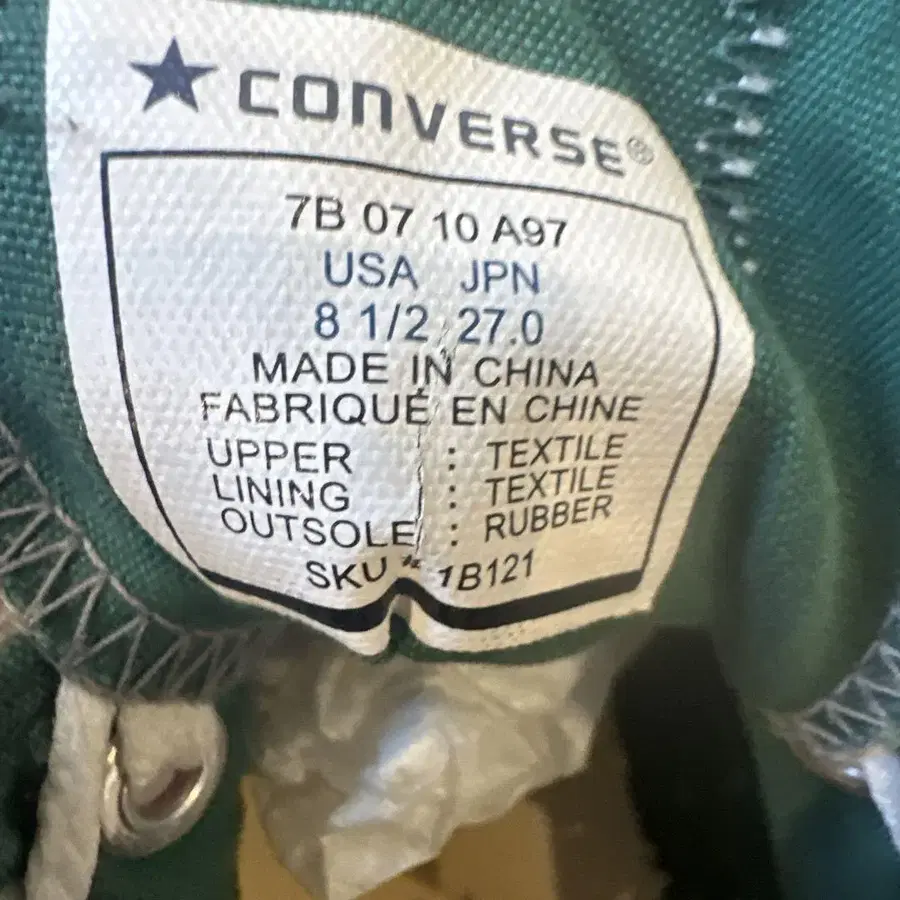 ★ CONVERSE®
7B 07 10 A97
USA JPN
8 1/2 27.0
MADE IN CHINA
FABRIQUÉ EN CHINE
UPPER : TEXTILE
LINING : TEXTILE
OUTSOLE : RUBBER
SKU # 1B121